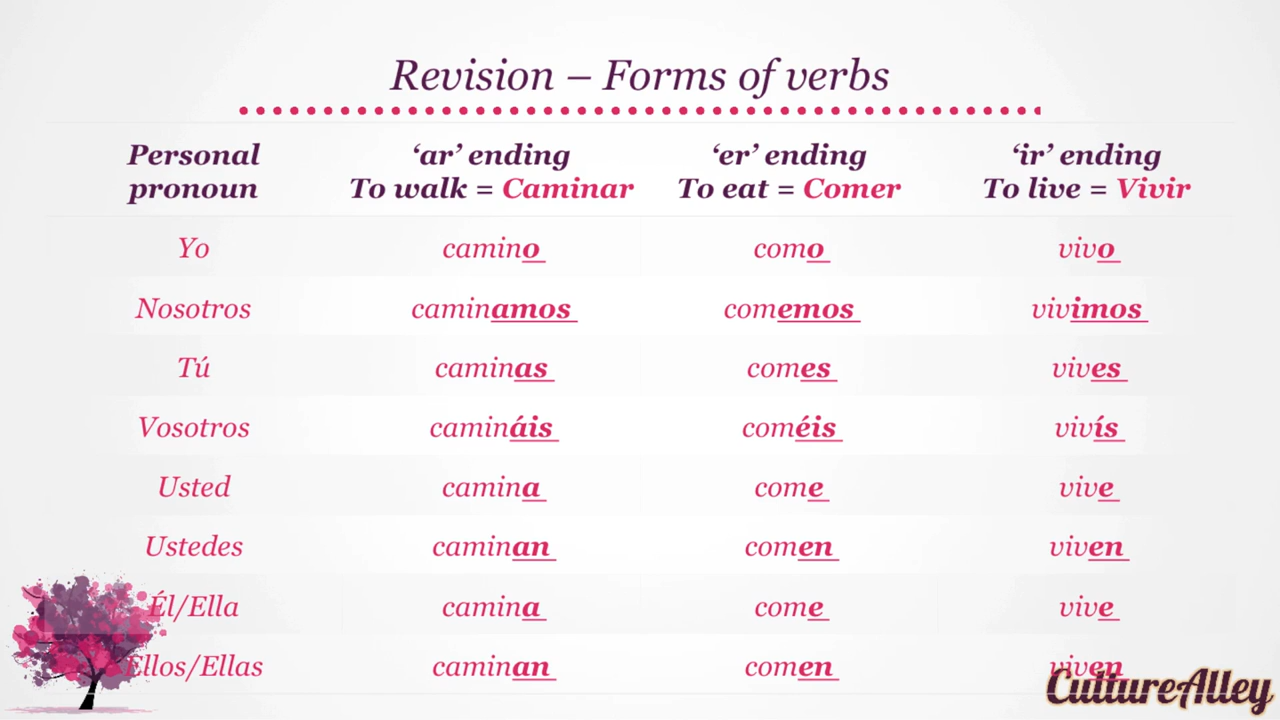 Revision – Forms of verbs
Personal pronoun ‘ar’ ending To walk = Caminar ‘er’ ending To eat = Comer ‘ir’ ending To live = Vivir
Yo camino como vivo
Nosotros caminamos comemos vivimos
Tú caminas comes vives
Vosotros camináis coméis vivís
Usted camina come vive
Ustedes caminan comen viven
Él/Ella camina come vive
Ellos/Ellas caminan comen viven
CultureAlley